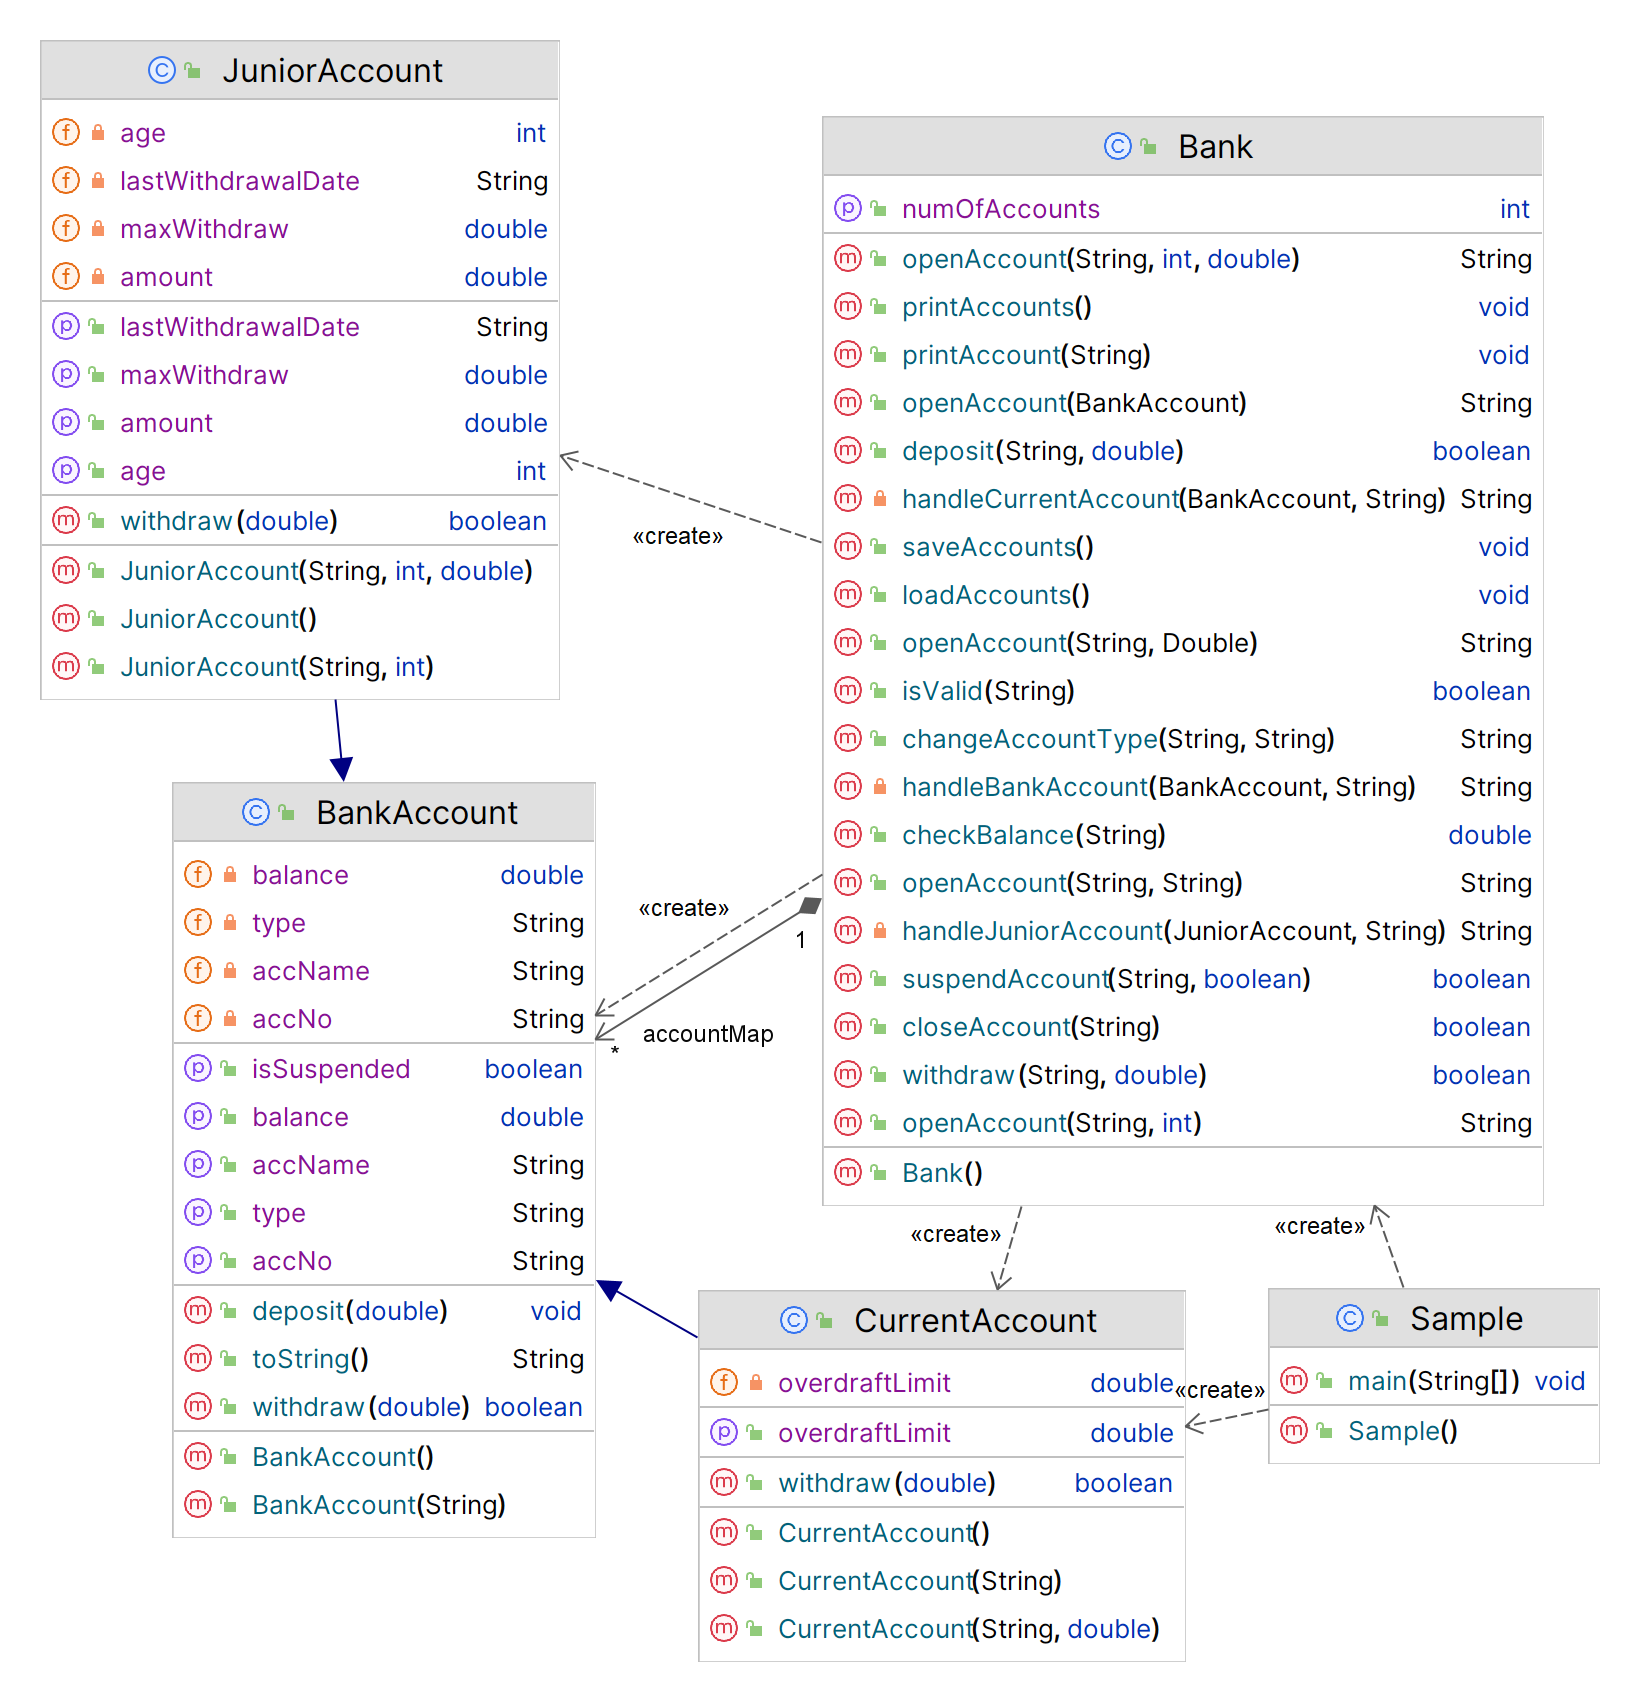 JuniorAccount
age int
lastWithdrawalDate String
maxWithdraw double
amount double
lastWithdrawalDate String
maxWithdraw double
amount double
age int
withdraw(double) boolean
JuniorAccount(String, int, double)
JuniorAccount()
JuniorAccount(String, int)
Bank
numOfAccounts int
openAccount(String, int, double) String
printAccounts() void
printAccount(String) void
openAccount(BankAccount) String
deposit(String, double) boolean
handleCurrentAccount(BankAccount, String) String
saveAccounts() void
loadAccounts() void
openAccount(String, Double) String
isValid(String) boolean
changeAccountType(String, String) String
handleBankAccount(BankAccount, String) String
checkBalance(String) double
openAccount(String, String) String
handleJuniorAccount(JuniorAccount, String) String
suspendAccount(String, boolean) boolean
closeAccount(String) boolean
withdraw(String, double) boolean
openAccount(String, int) String
Bank()
«create»
BankAccount
balance double
type String
accName String
accNo String
isSuspended boolean
balance double
accName String
type String
accNo String
deposit(double) void
toString() String
withdraw(double) boolean
BankAccount()
BankAccount(String)
«create»
1
accountMap
*
«create»
«create»
CurrentAccount
overdraftLimit double
overdraftLimit double
withdraw(double) boolean
CurrentAccount()
CurrentAccount(String)
CurrentAccount(String, double)
«create»
Sample
main(String[]) void
Sample()